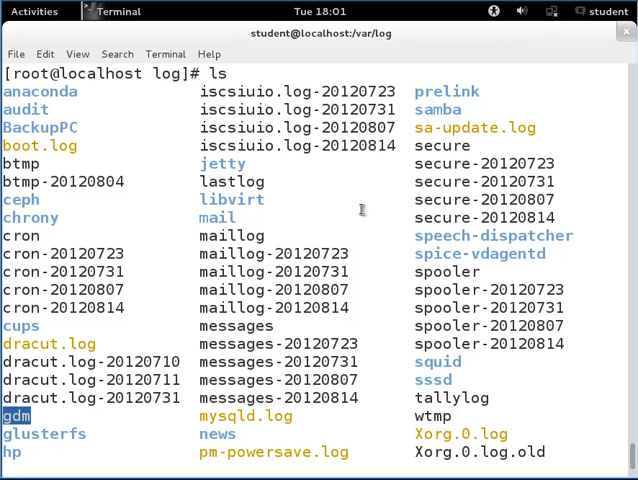 Activities Terminal Tue 18:01 student
student@localhost:/var/log
File Edit View Search Terminal Help
[root@localhost log]# ls
anaconda iscsiuio.log-20120723 prelink
audit iscsiuio.log-20120731 samba
BackupPC iscsiuio.log-20120807 sa-update.log
boot.log iscsiuio.log-20120814 secure
btmp jetty secure-20120723
btmp-20120804 lastlog secure-20120731
ceph libvirt secure-20120807
chrony mail secure-20120814
cron maillog speech-dispatcher
cron-20120723 maillog-20120723 spice-vdagentd
cron-20120731 maillog-20120731 spooler
cron-20120807 maillog-20120807 spooler-20120723
cron-20120814 maillog-20120814 spooler-20120731
cups messages spooler-20120807
dracut.log messages-20120723 spooler-20120814
dracut.log-20120710 messages-20120731 squid
dracut.log-20120711 messages-20120807 sssd
dracut.log-20120731 messages-20120814 tallylog
gdm mysqld.log wtmp
glusterfs news Xorg.0.log
hp pm-powersave.log Xorg.0.log.old